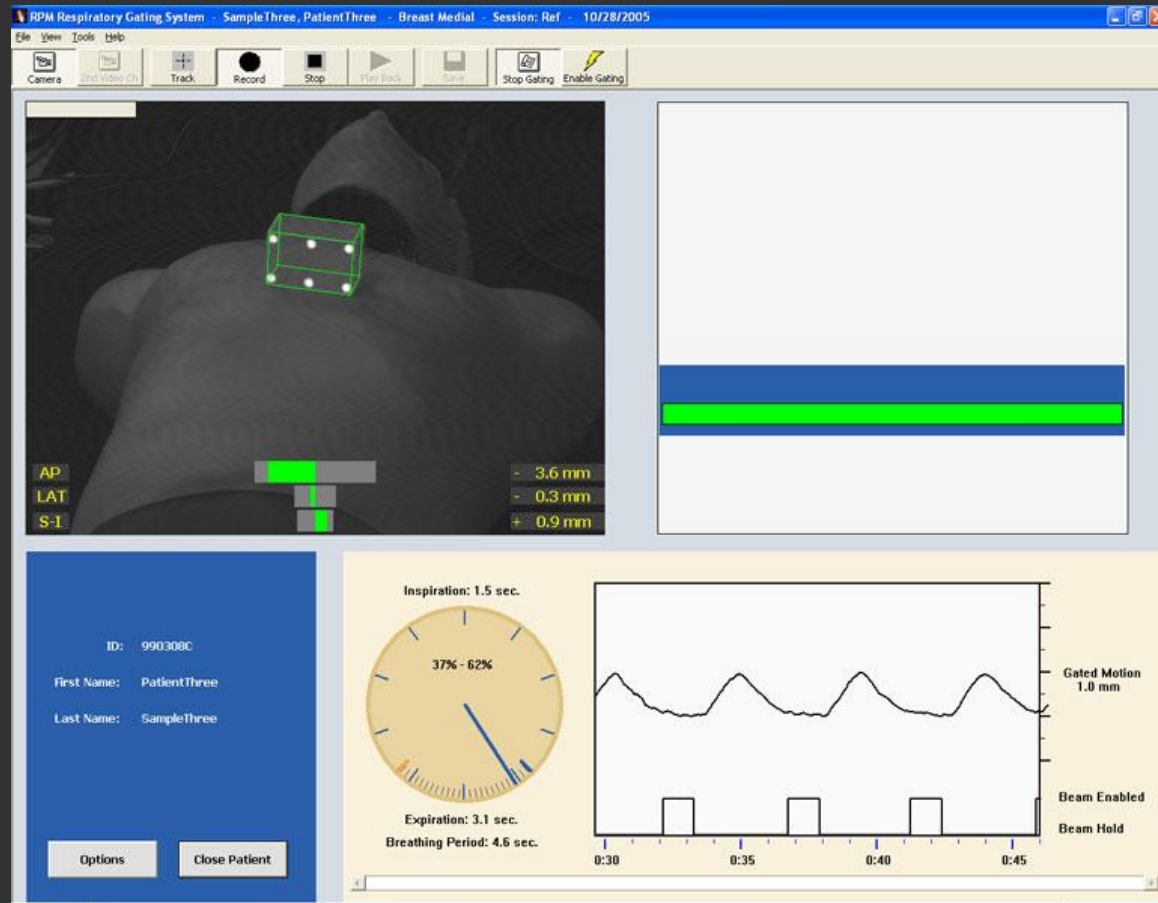 RPM Respiratory Gating System - SampleThree, PatientThree - Breast Medial - Session: Ref - 10/28/2005
File View Tools Help
Camera 2nd Video Ch Track Record Stop Play Back Save Stop Gating Enable Gating
AP - 3.6 mm
LAT - 0.3 mm
S-I + 0.9 mm
ID: 990308C
First Name: PatientThree
Last Name: SampleThree
Options Close Patient
Inspiration: 1.5 sec.
37% - 62%
Expiration: 3.1 sec.
Breathing Period: 4.6 sec.
Gated Motion
1.0 mm
Beam Enabled
Beam Hold
0:30 0:35 0:40 0:45